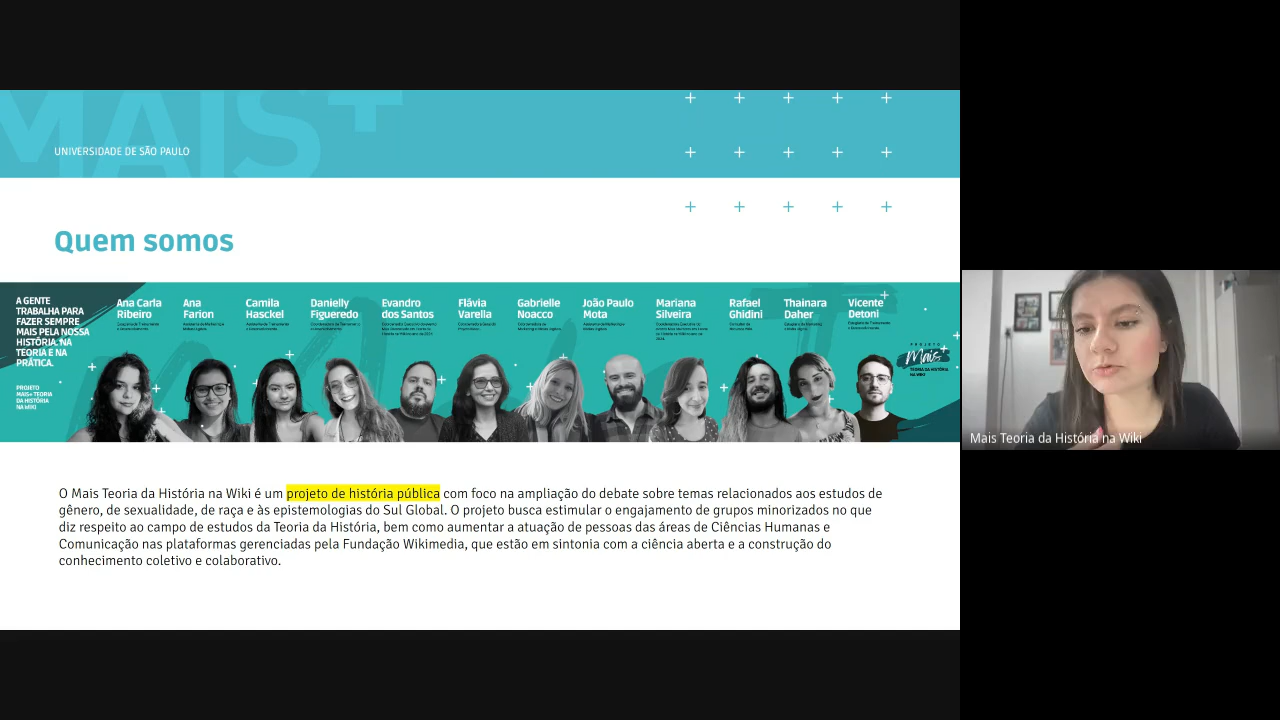 MAIS+
UNIVERSIDADE DE SÃO PAULO
Quem somos
A GENTE
TRABALHA PARA
FAZER SEMPRE
MAIS PELA NOSSA
HISTÓRIA. NA
TEORIA E NA
PRÁTICA.
PROJETO
MAIS+ TEORIA
DA HISTÓRIA
NA WIKI
Ana Carla
Ribeiro
Ana
Farion
Camila
Hasckel
Danielly
Figueredo
Evandro
dos Santos
Flávia
Varella
Gabrielle
Noacco
João Paulo
Mota
Mariana
Silveira
Rafael
Ghidini
Thainara
Daher
Vicente
Detoni
PROJETO
Mais+
TEORIA DA HISTÓRIA
NA WIKI
O Mais Teoria da História na Wiki é um projeto de história pública com foco na ampliação do debate sobre temas relacionados aos estudos de
gênero, de sexualidade, de raça e às epistemologias do Sul Global. O projeto busca estimular o engajamento de grupos minorizados no que
diz respeito ao campo de estudos da Teoria da História, bem como aumentar a atuação de pessoas das áreas de Ciências Humanas e
Comunicação nas plataformas gerenciadas pela Fundação Wikimedia, que estão em sintonia com a ciência aberta e a construção do
conhecimento coletivo e colaborativo.
Mais Teoria da História na Wiki